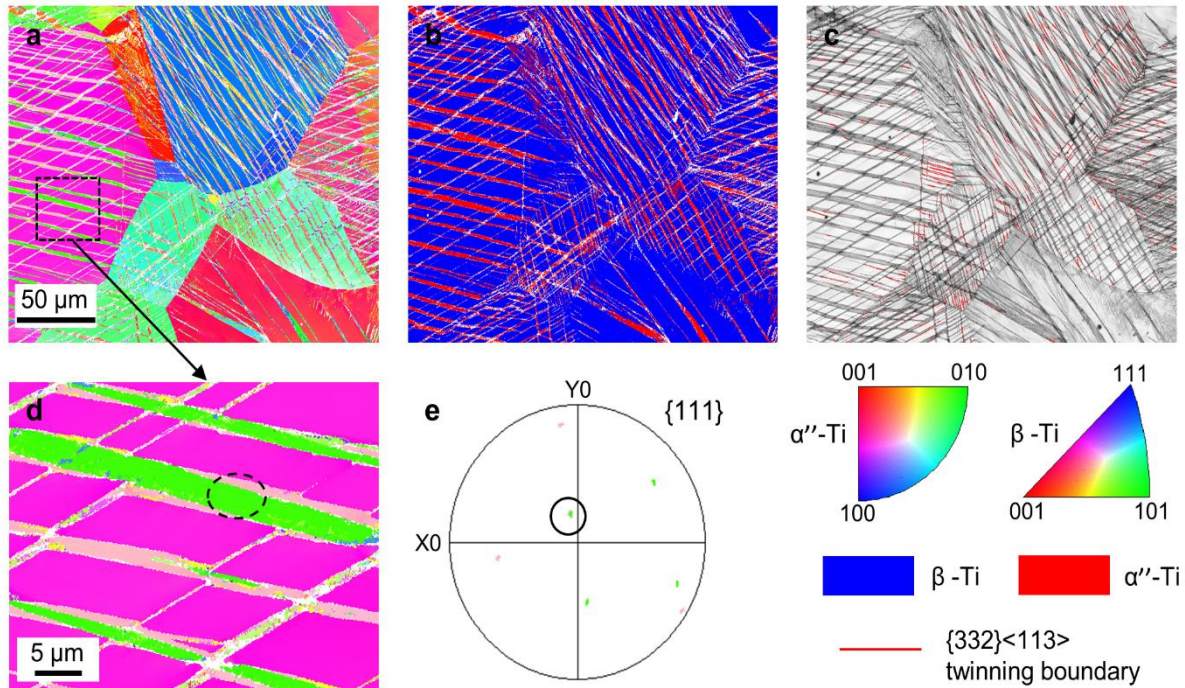 a
b
c
50 µm
d
5 µm
e
Y0
{111}
X0
001
010
α′′-Ti
100
111
β -Ti
001
101
β -Ti
α′′-Ti
{332}<113>
twinning boundary